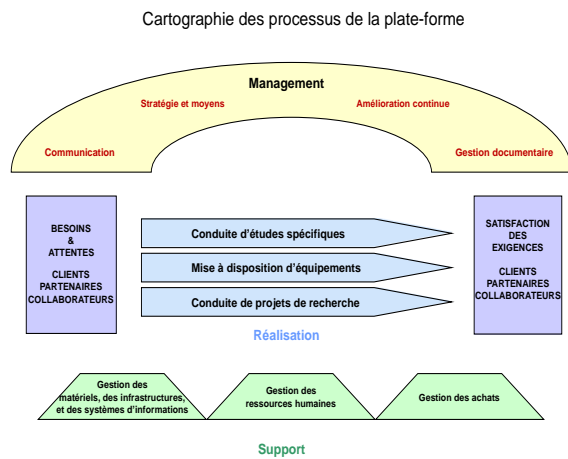 Cartographie des processus de la plate-forme
Management
Stratégie et moyens
Amélioration continue
Communication
Gestion documentaire
BESOINS
&
ATTENTES
CLIENTS
PARTENAIRES
COLLABORATEURS
Conduite d'études spécifiques
Mise à disposition d'équipements
Conduite de projets de recherche
SATISFACTION
DES
EXIGENCES
CLIENTS
PARTENAIRES
COLLABORATEURS
Réalisation
Gestion des
matériels, des infrastructures,
et des systèmes d'informations
Gestion des
ressources humaines
Gestion des achats
Support